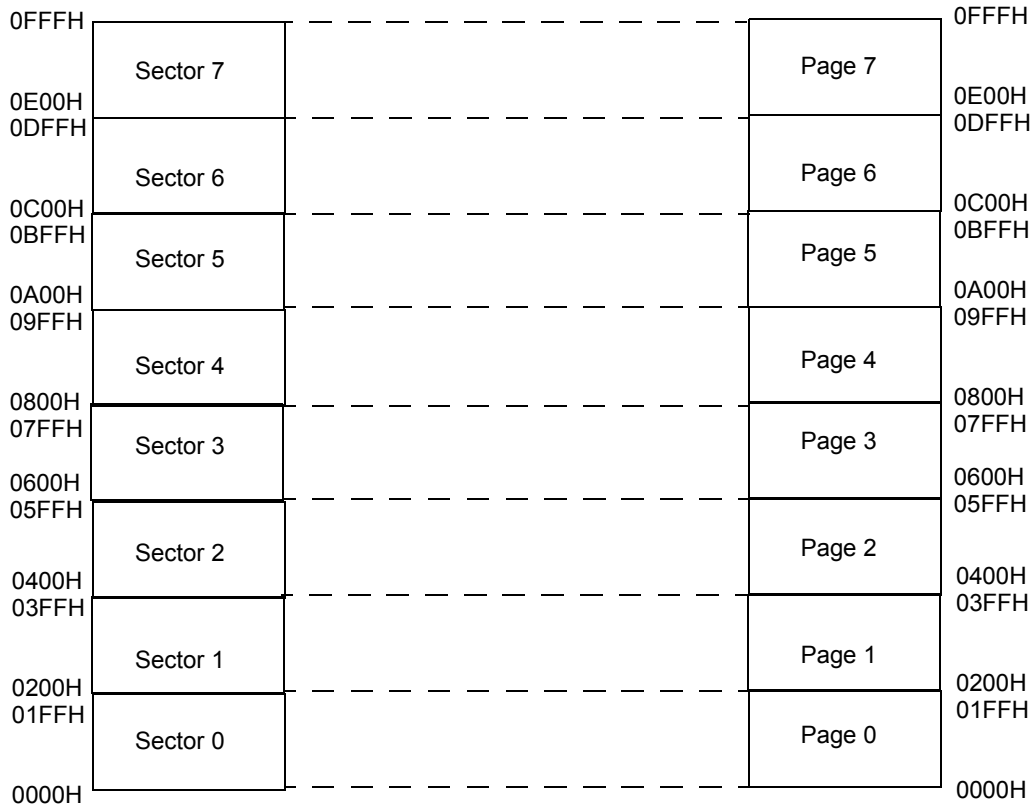 0FFFH 0FFFH
Sector 7 Page 7
0E00H 0E00H
0DFFH 0DFFH
Sector 6 Page 6
0C00H 0C00H
0BFFH 0BFFH
Sector 5 Page 5
0A00H 0A00H
09FFH 09FFH
Sector 4 Page 4
0800H 0800H
07FFH 07FFH
Sector 3 Page 3
0600H 0600H
05FFH 05FFH
Sector 2 Page 2
0400H 0400H
03FFH 03FFH
Sector 1 Page 1
0200H 0200H
01FFH 01FFH
Sector 0 Page 0
0000H 0000H